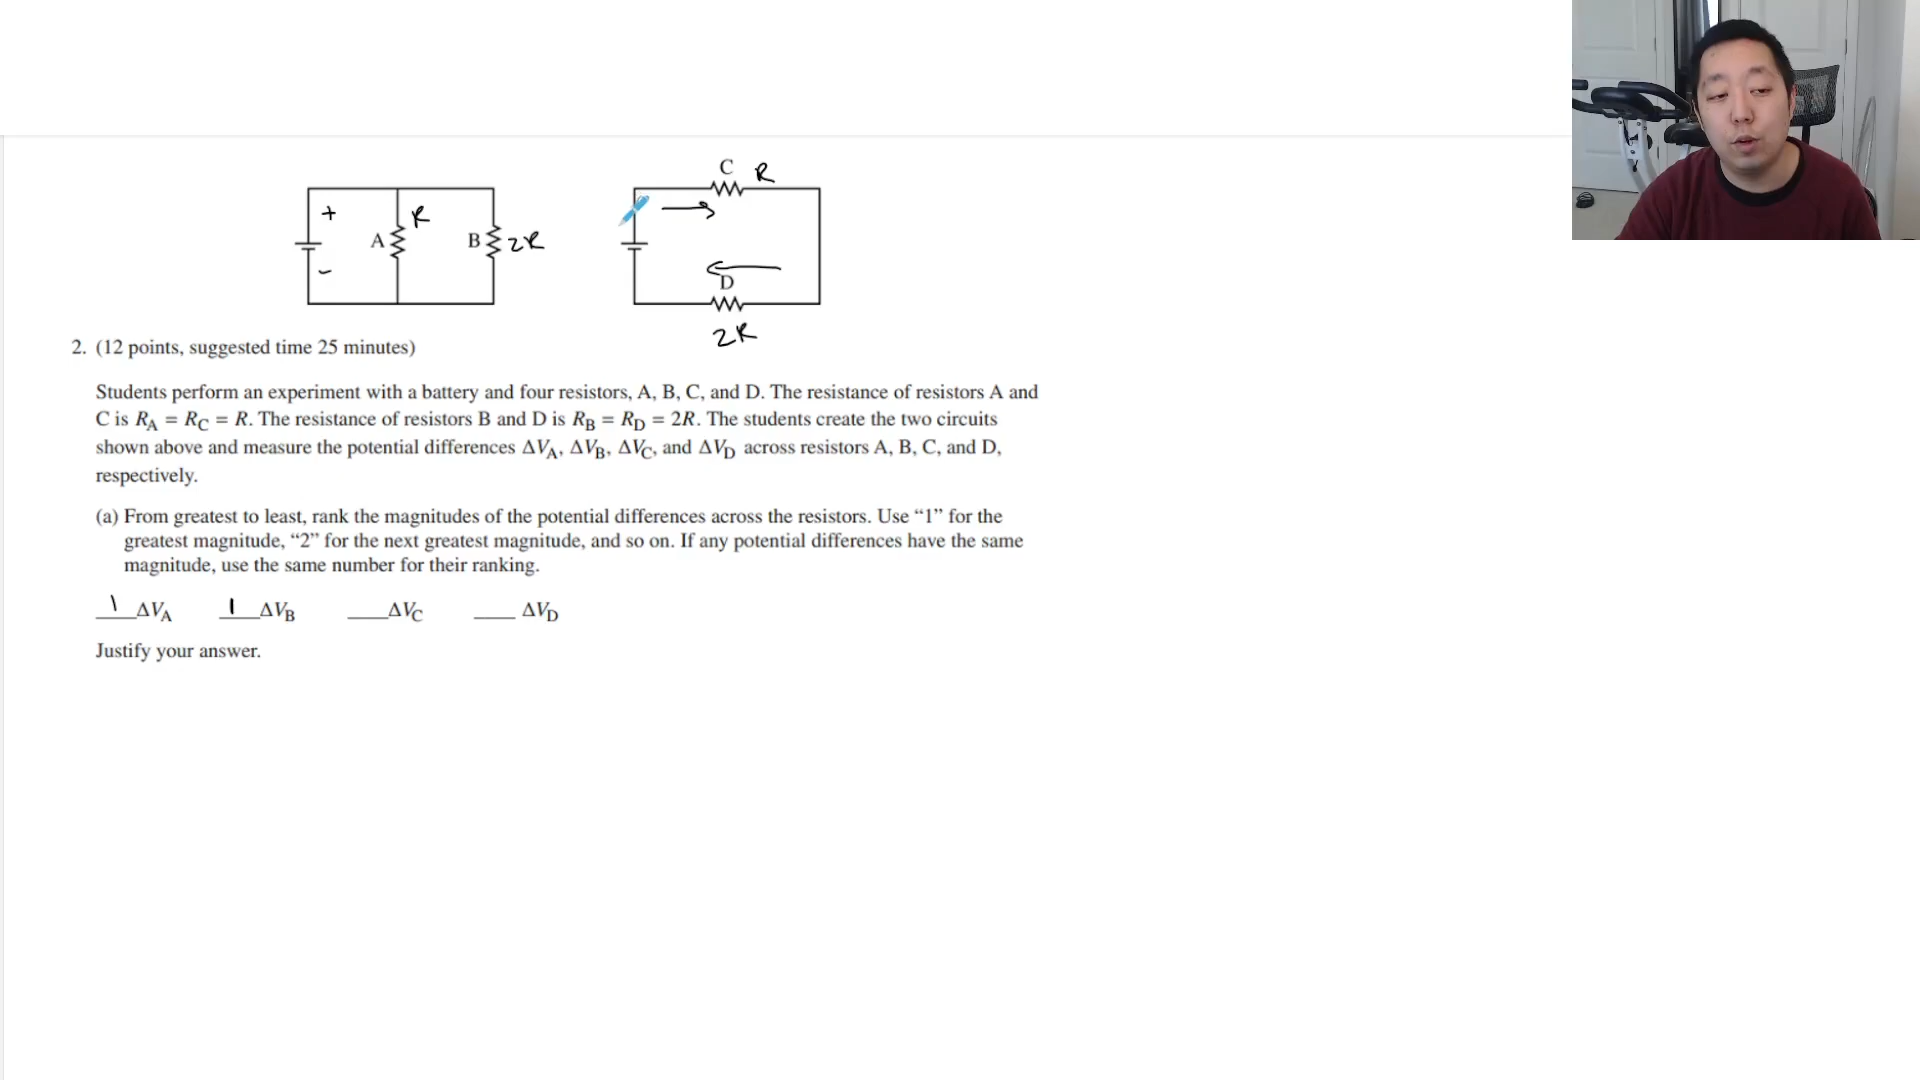 C R
+ R
A B 2R
-
D
2R
2. (12 points, suggested time 25 minutes)
Students perform an experiment with a battery and four resistors, A, B, C, and D. The resistance of resistors A and
C is R_A = R_C = R. The resistance of resistors B and D is R_B = R_D = 2R. The students create the two circuits
shown above and measure the potential differences ΔV_A, ΔV_B, ΔV_C, and ΔV_D across resistors A, B, C, and D,
respectively.
(a) From greatest to least, rank the magnitudes of the potential differences across the resistors. Use “1” for the
greatest magnitude, “2” for the next greatest magnitude, and so on. If any potential differences have the same
magnitude, use the same number for their ranking.
1 ΔV_A 1 ΔV_B ____ΔV_C ____ ΔV_D
Justify your answer.